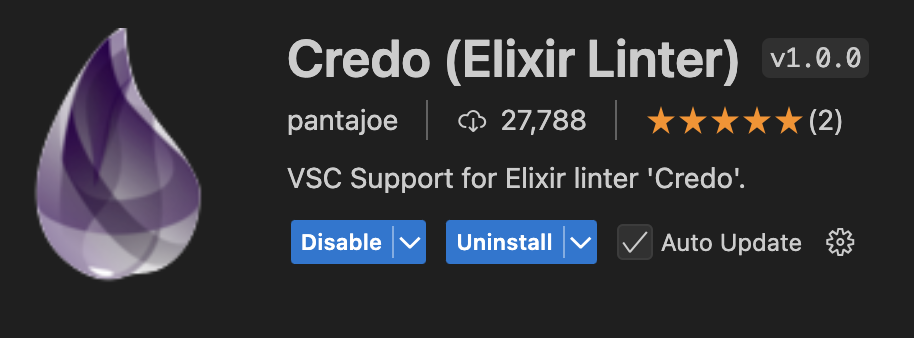 Credo (Elixir Linter) v1.0.0
pantajoe 27,788 (2)
VSC Support for Elixir linter 'Credo'.
Disable Uninstall Auto Update